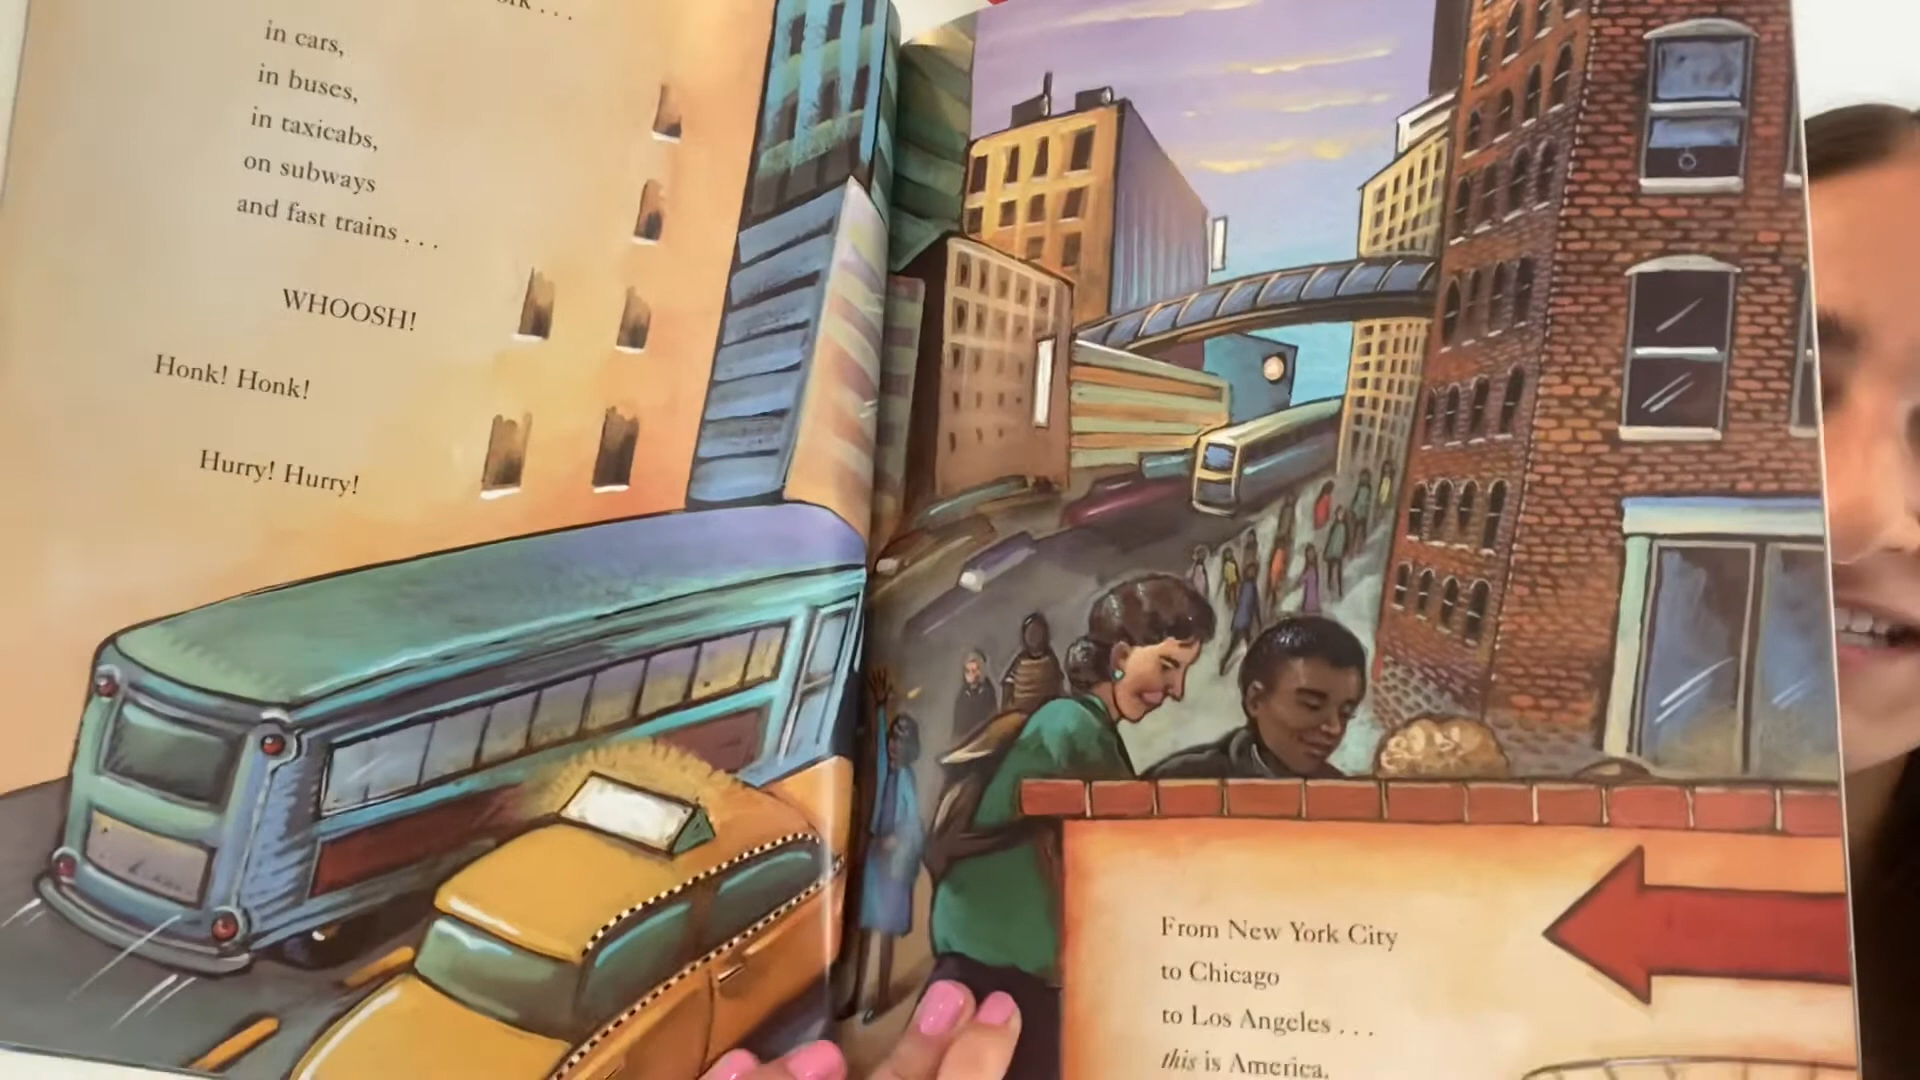 in cars,
in buses,
in taxicabs,
on subways
and fast trains . . .
WHOOSH!
Honk! Honk!
Hurry! Hurry!
From New York City
to Chicago
to Los Angeles . . .
this is America.